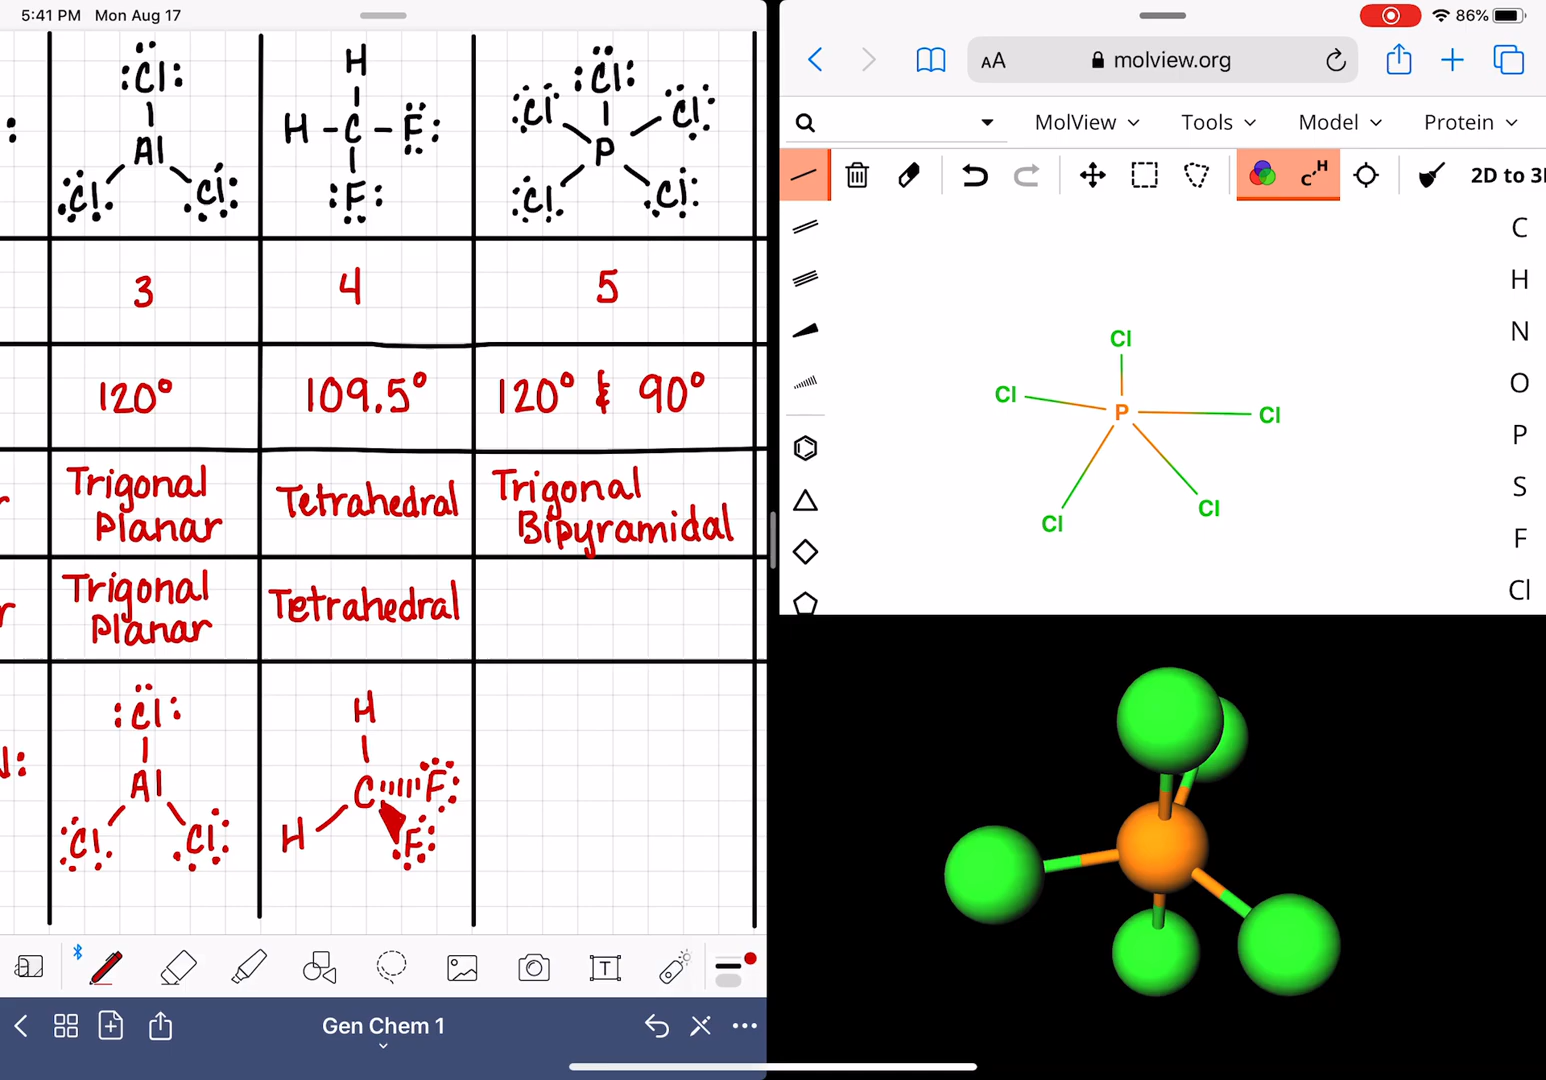 5:41 PM Mon Aug 17
86%
AA molview.org
MolView Tools Model Protein
2D to 3
C
H
N
O
P
S
F
Cl
Cl
Cl
P
Cl
Cl
Cl
:
:Cl:
Al
:Cl: :Cl:
H
H - C - F:
:F:
:Cl:
:Cl: :Cl:
P
:Cl: :Cl:
3 4 5
120° 109.5° 120° & 90°
r Trigonal Planar
Tetrahedral
Trigonal Bipyramidal
r Trigonal Planar
Tetrahedral
:Cl:
Al
:Cl: :Cl:
H
C F:
H :F:
T
Gen Chem 1